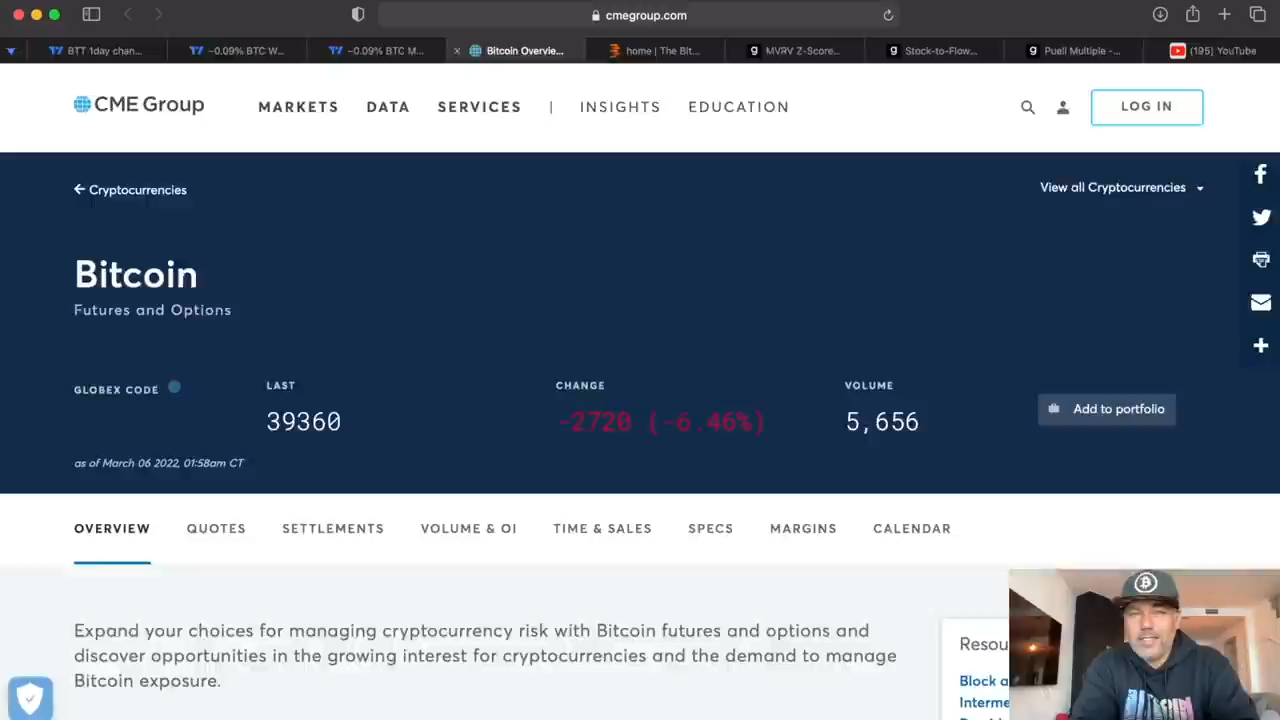 cmegroup.com
BTT 1day chan...
-0.09% BTC W...
-0.09% BTC M...
Bitcoin Overvie...
home | The Bit...
MVRV Z-Score...
Stock-to-Flow...
Puell Multiple -...
(195) YouTube
CME Group
MARKETS DATA SERVICES | INSIGHTS EDUCATION
LOG IN
Cryptocurrencies
View all Cryptocurrencies
Bitcoin
Futures and Options
GLOBEX CODE
LAST
39360
CHANGE
-2720 (-6.46%)
VOLUME
5,656
Add to portfolio
as of March 06 2022, 01:58am CT
OVERVIEW QUOTES SETTLEMENTS VOLUME & OI TIME & SALES SPECS MARGINS CALENDAR
Expand your choices for managing cryptocurrency risk with Bitcoin futures and options and
discover opportunities in the growing interest for cryptocurrencies and the demand to manage
Bitcoin exposure.
Resou
Block a
Interme